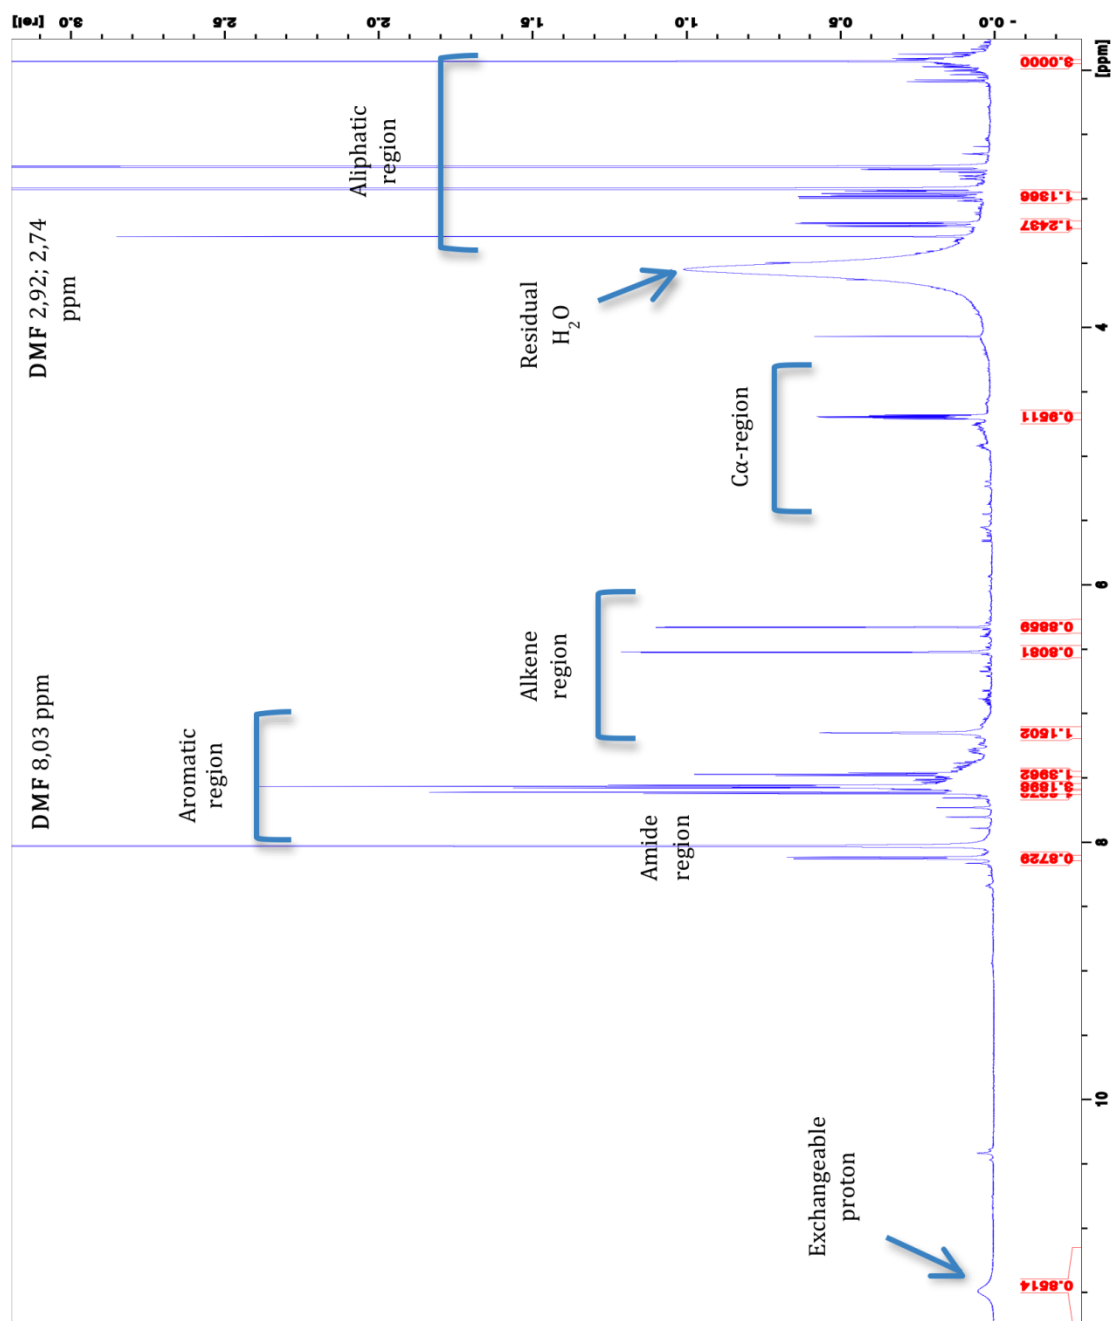 [rel]
3.0
2.5
2.0
1.5
1.0
0.5
0.0
-
DMF 2,92; 2,74
ppm
DMF 8,03 ppm
Aliphatic
region
Residual
H₂O
Cα-region
Alkene
region
Aromatic
region
Amide
region
Exchangeable
proton
[ppm]
4
6
8
10
3.0000
1.1366
1.2437
0.9511
0.8859
0.8081
1.1502
1.3962
3.1898
0.8729
0.8514